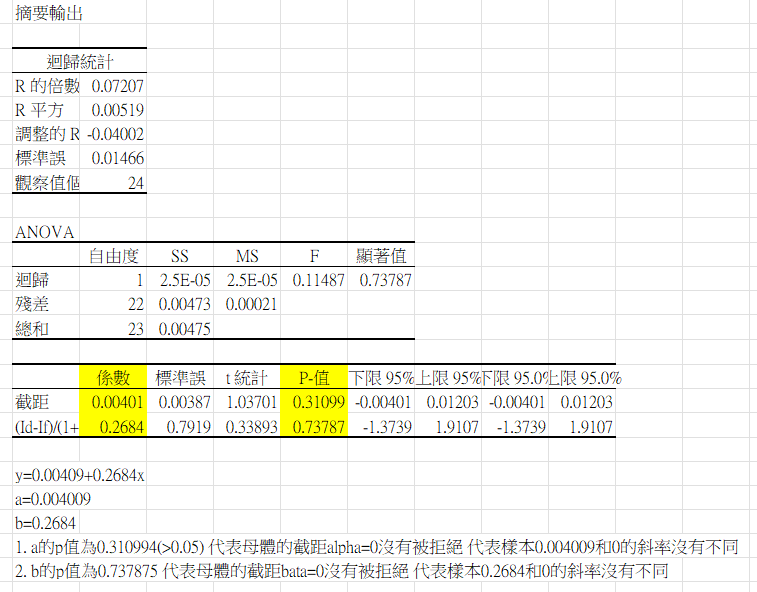 摘要輸出
迴歸統計
R 的倍數 0.07207
R 平方 0.00519
調整的 R -0.04002
標準誤 0.01466
觀察值個 24
ANOVA
自由度 SS MS F 顯著值
迴歸 1 2.5E-05 2.5E-05 0.11487 0.73787
殘差 22 0.00473 0.00021
總和 23 0.00475
係數 標準誤 t 統計 P-值 下限 95% 上限 95% 下限 95.0% 上限 95.0%
截距 0.00401 0.00387 1.03701 0.31099 -0.00401 0.01203 -0.00401 0.01203
(Id-If)/(1+ 0.2684 0.7919 0.33893 0.73787 -1.3739 1.9107 -1.3739 1.9107
y=0.00409+0.2684x
a=0.004009
b=0.2684
1. a的p值為0.310994(>0.05) 代表母體的截距alpha=0沒有被拒絕 代表樣本0.004009和0的斜率沒有不同
2. b的p值為0.737875 代表母體的截距bata=0沒有被拒絕 代表樣本0.2684和0的斜率沒有不同